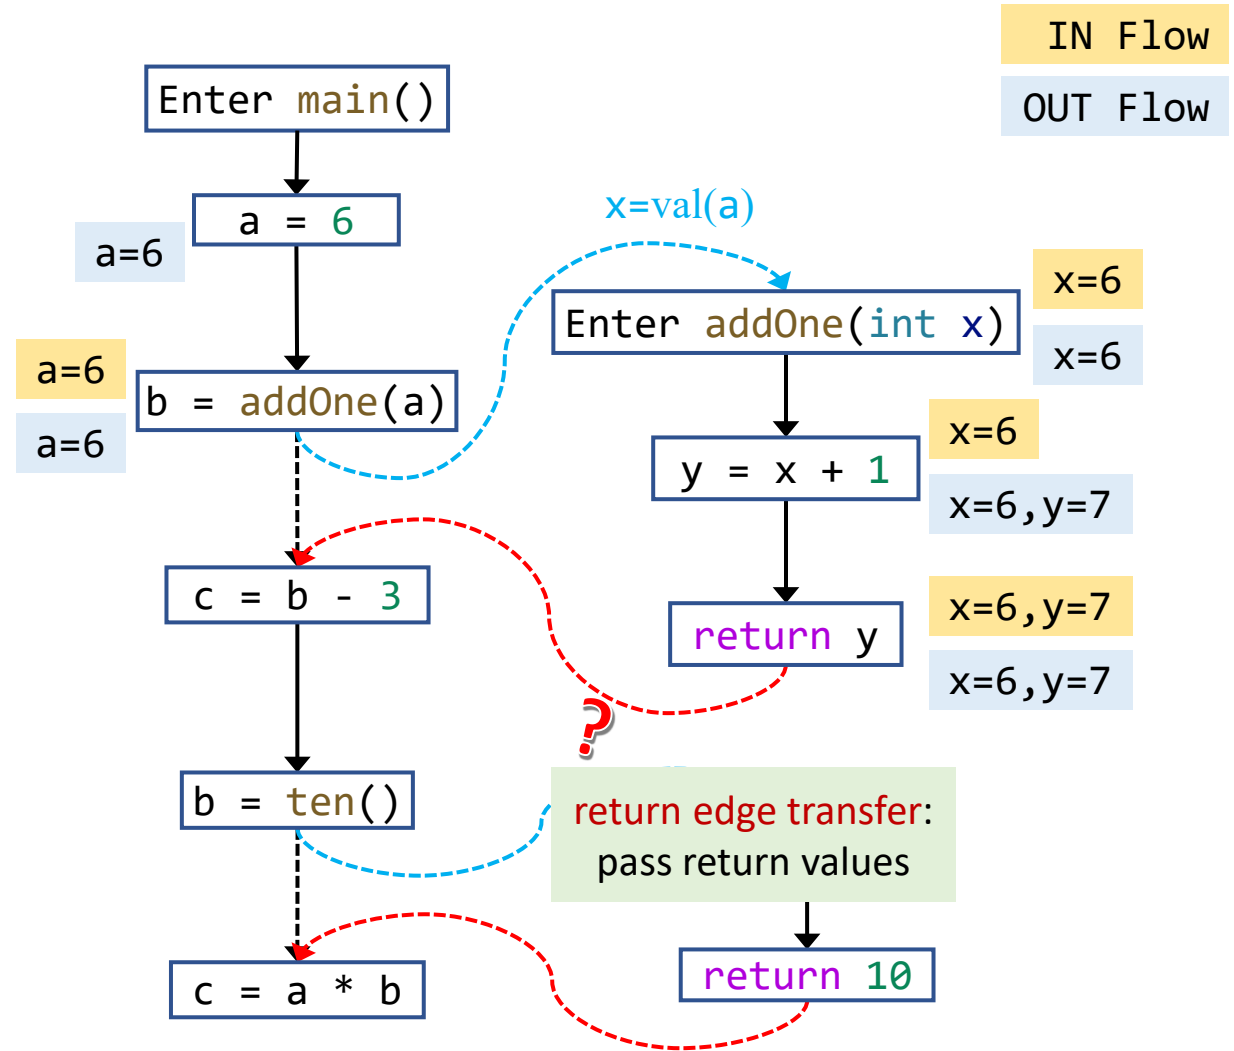 IN Flow
OUT Flow
Enter main()
a = 6
a=6
x=val(a)
Enter addOne(int x)
x=6
x=6
a=6
a=6
b = addOne(a)
y = x + 1
x=6
x=6,y=7
c = b - 3
return y
x=6,y=7
x=6,y=7
?
b = ten()
return edge transfer:
pass return values
return 10
c = a * b